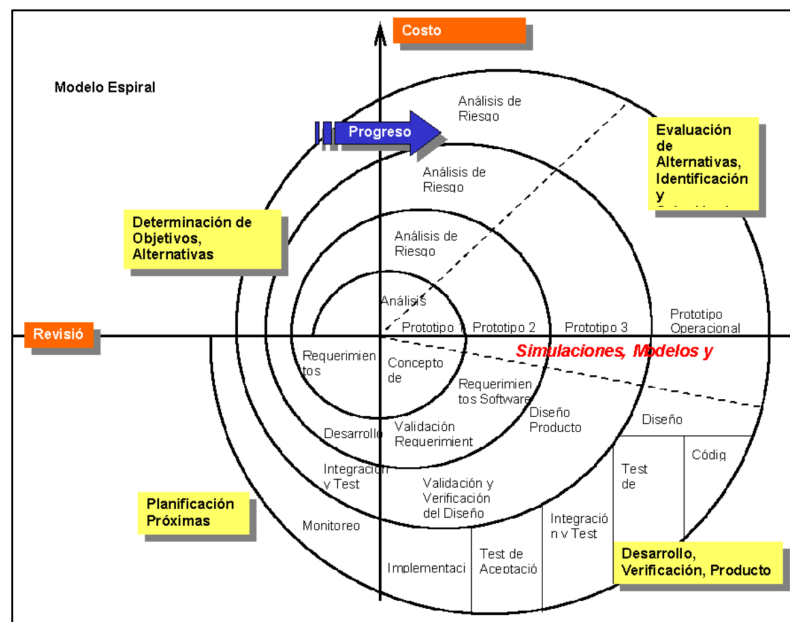 Costo
Modelo Espiral
Análisis de
Riesgo
Progreso
Evaluación
de
Alternativas,
Identificación
y
Análisis de
Riesgo
Determinación de
Objetivos,
Alternativas
Análisis de
Riesgo
Análisis
Prototipo
Prototipo 2
Prototipo 3
Prototipo
Operacional
Revisió
Simulaciones, Modelos y
Requerimien
tos
Concepto
de
Requerimien
tos Software
Diseño
Producto
Diseño
Desarrollo
Validación
Requerimient
Test
de
Códig
Integración
y Test
Validación y
Verificación
del Diseño
Planificación
Próximas
Monitoreo
Integració
n y Test
Implementaci
Test de
Aceptació
Desarrollo,
Verificación, Producto